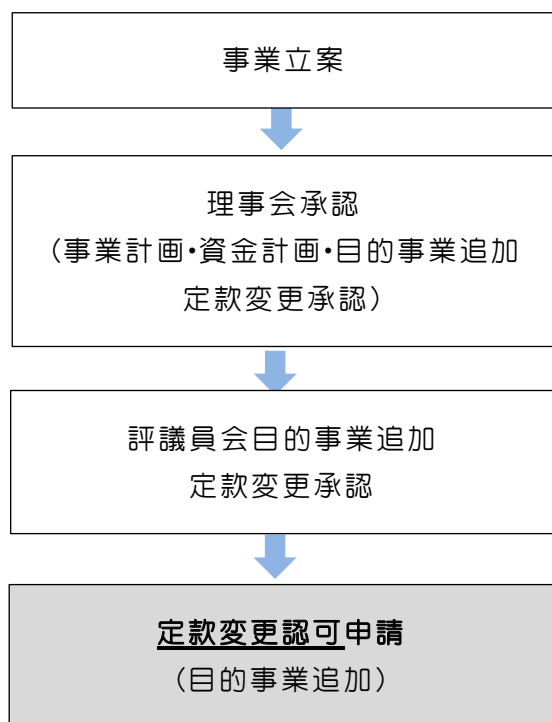 事業立案
理事会承認
（事業計画・資金計画・目的事業追加
定款変更承認）
評議員会目的事業追加
定款変更承認
定款変更認可申請
（目的事業追加）